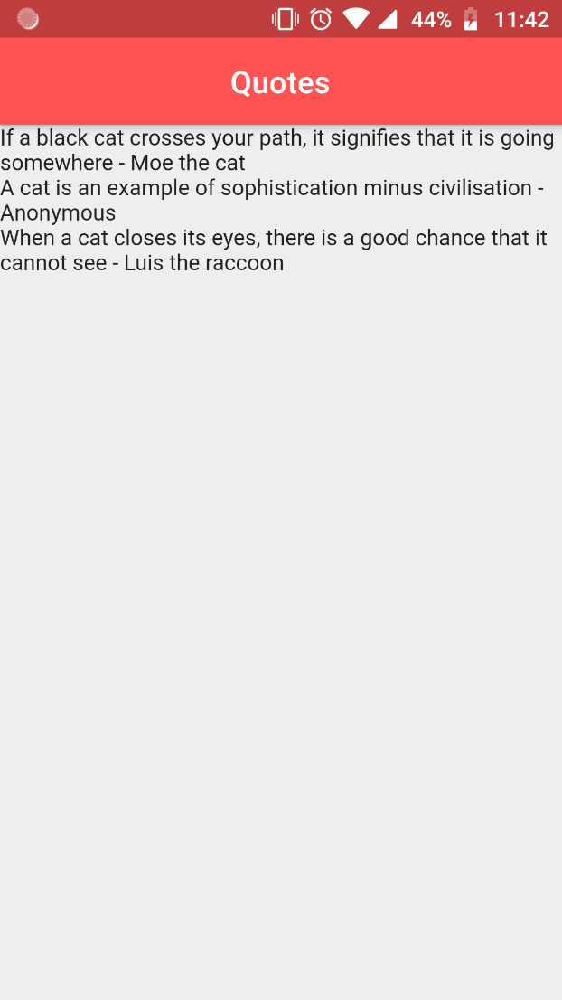 44% 11:42
Quotes
If a black cat crosses your path, it signifies that it is going
somewhere - Moe the cat
A cat is an example of sophistication minus civilisation -
Anonymous
When a cat closes its eyes, there is a good chance that it
cannot see - Luis the raccoon